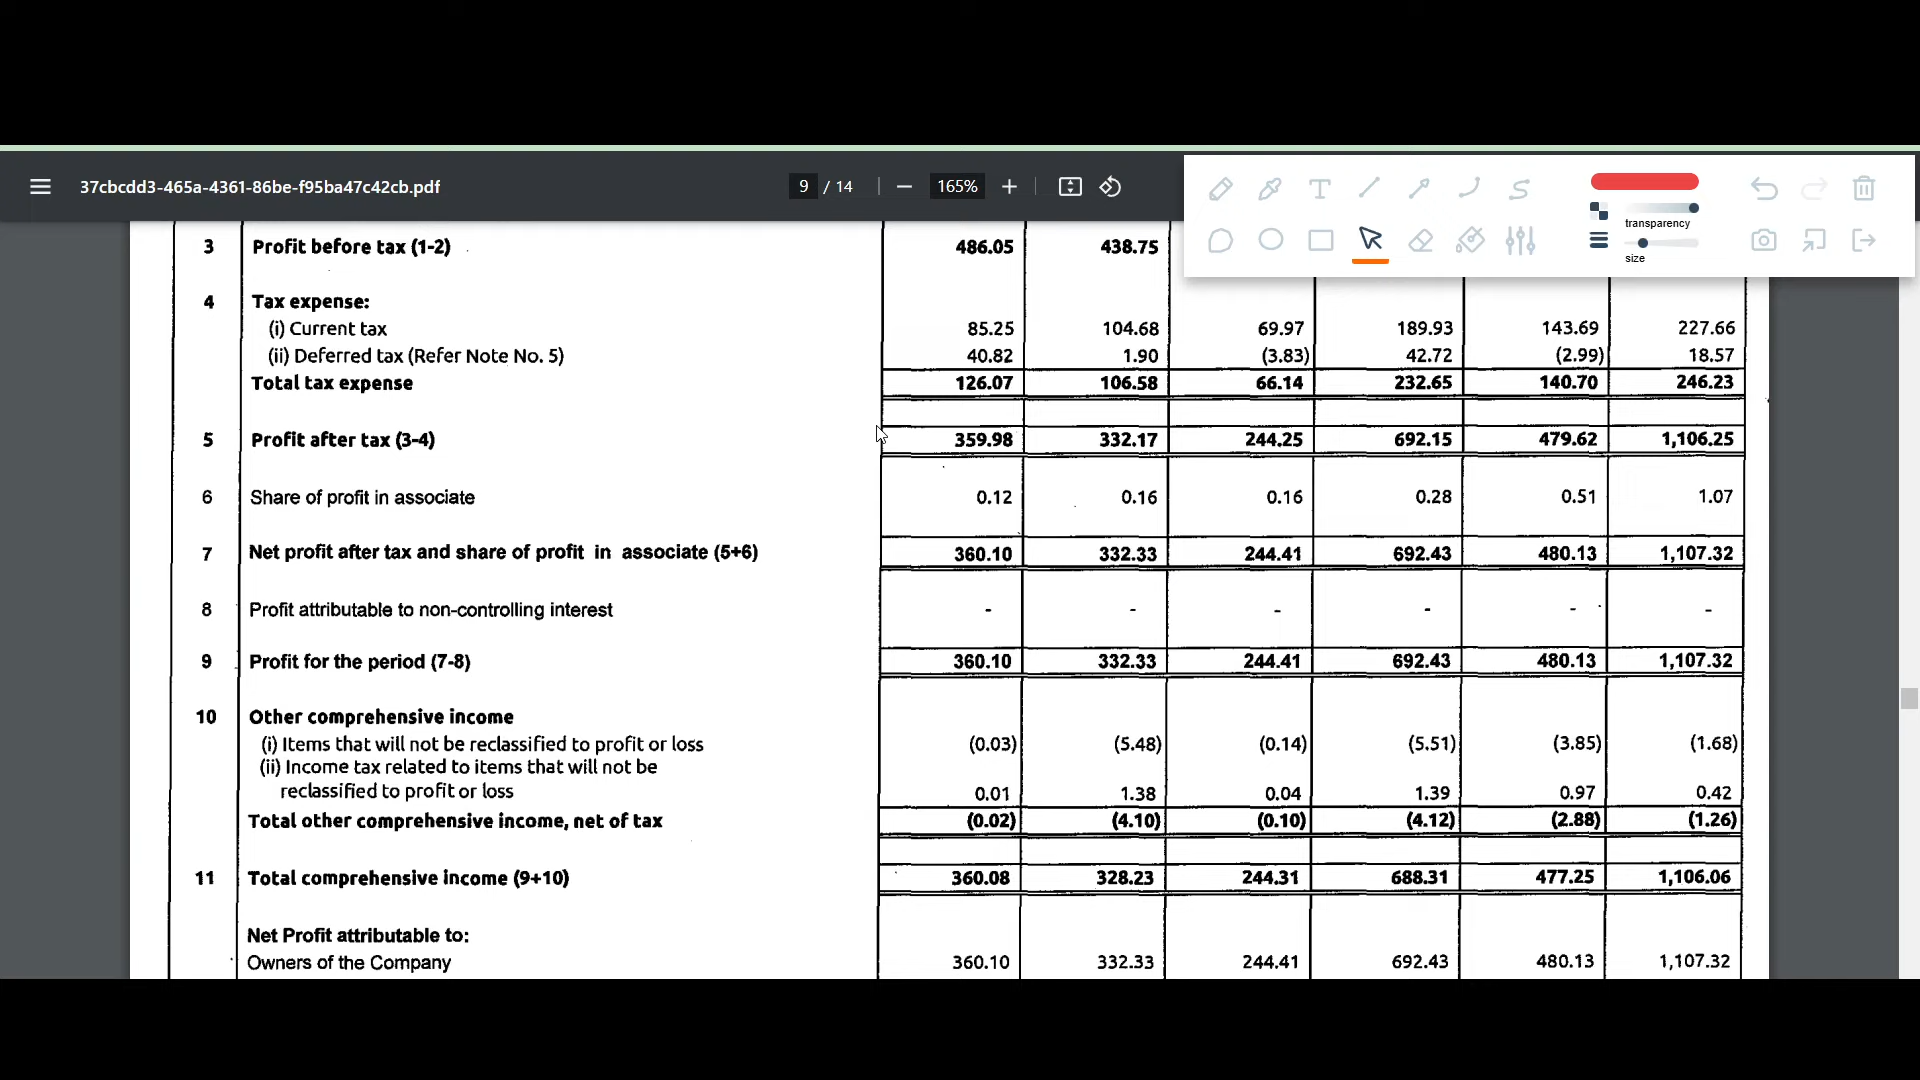 37cbcdd3-465a-4361-86be-f95ba47c42cb.pdf 9 / 14 165%
transparency
size
3 Profit before tax (1-2) 486.05 438.75
4 Tax expense:
(i) Current tax 85.25 104.68 69.97 189.93 143.69 227.66
(ii) Deferred tax (Refer Note No. 5) 40.82 1.90 (3.83) 42.72 (2.99) 18.57
Total tax expense 126.07 106.58 66.14 232.65 140.70 246.23
5 Profit after tax (3-4) 359.98 332.17 244.25 692.15 479.62 1,106.25
6 Share of profit in associate 0.12 0.16 0.16 0.28 0.51 1.07
7 Net profit after tax and share of profit in associate (5+6) 360.10 332.33 244.41 692.43 480.13 1,107.32
8 Profit attributable to non-controlling interest - - - - - -
9 Profit for the period (7-8) 360.10 332.33 244.41 692.43 480.13 1,107.32
10 Other comprehensive income
(i) Items that will not be reclassified to profit or loss (0.03) (5.48) (0.14) (5.51) (3.85) (1.68)
(ii) Income tax related to items that will not be
reclassified to profit or loss 0.01 1.38 0.04 1.39 0.97 0.42
Total other comprehensive income, net of tax (0.02) (4.10) (0.10) (4.12) (2.88) (1.26)
11 Total comprehensive income (9+10) 360.08 328.23 244.31 688.31 477.25 1,106.06
Net Profit attributable to:
Owners of the Company 360.10 332.33 244.41 692.43 480.13 1,107.32